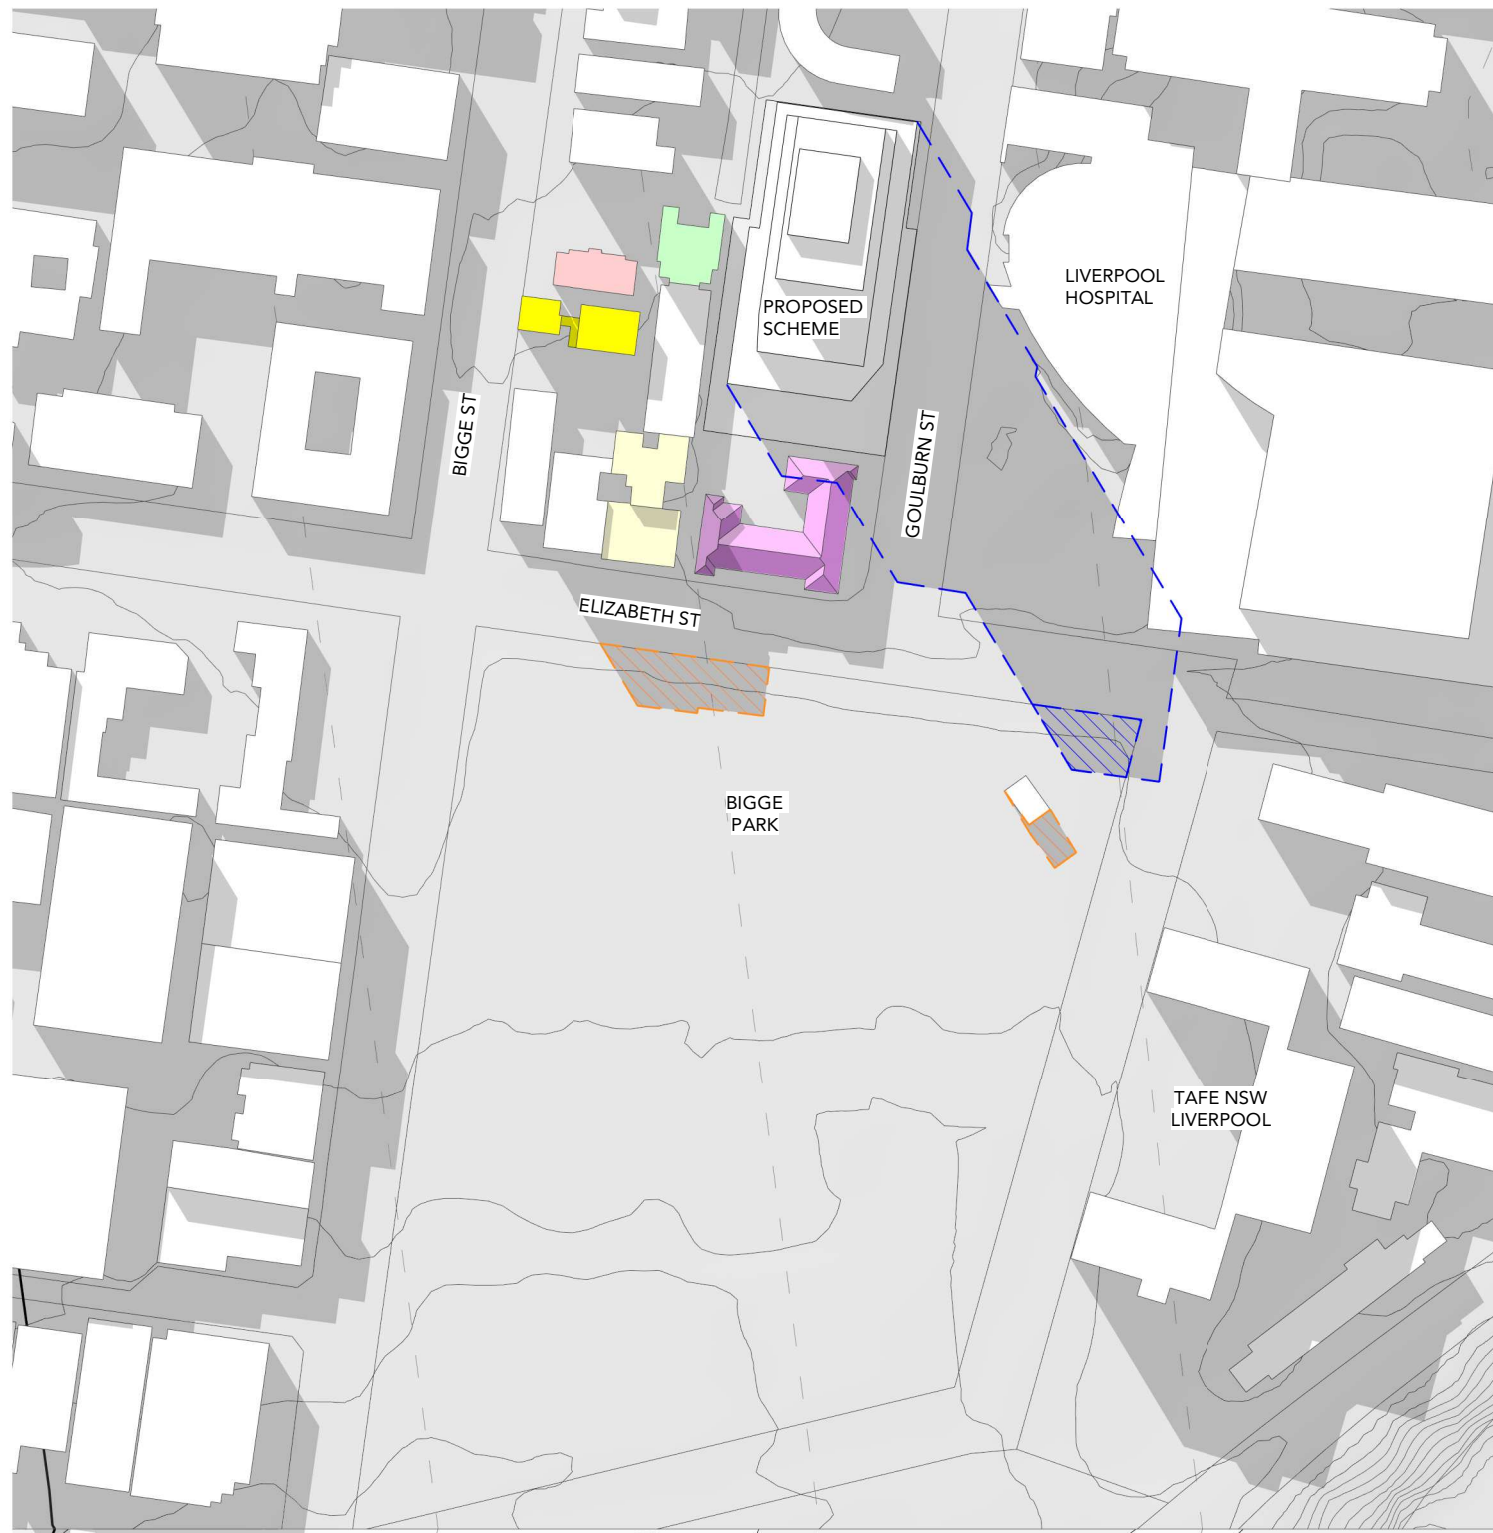 LIVERPOOL
HOSPITAL
PROPOSED
SCHEME
BIGGE ST
GOULBURN ST
ELIZABETH ST
BIGGE
PARK
TAFE NSW
LIVERPOOL